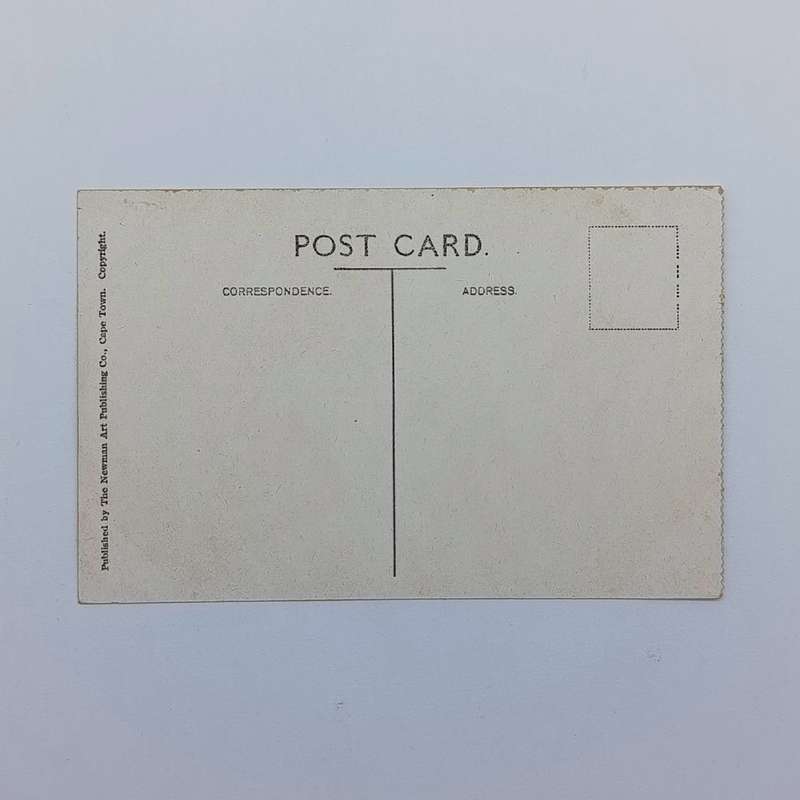 POST CARD.
CORRESPONDENCE.
ADDRESS.
Published by The Newman Art Publishing Co., Cape Town. Copyright.